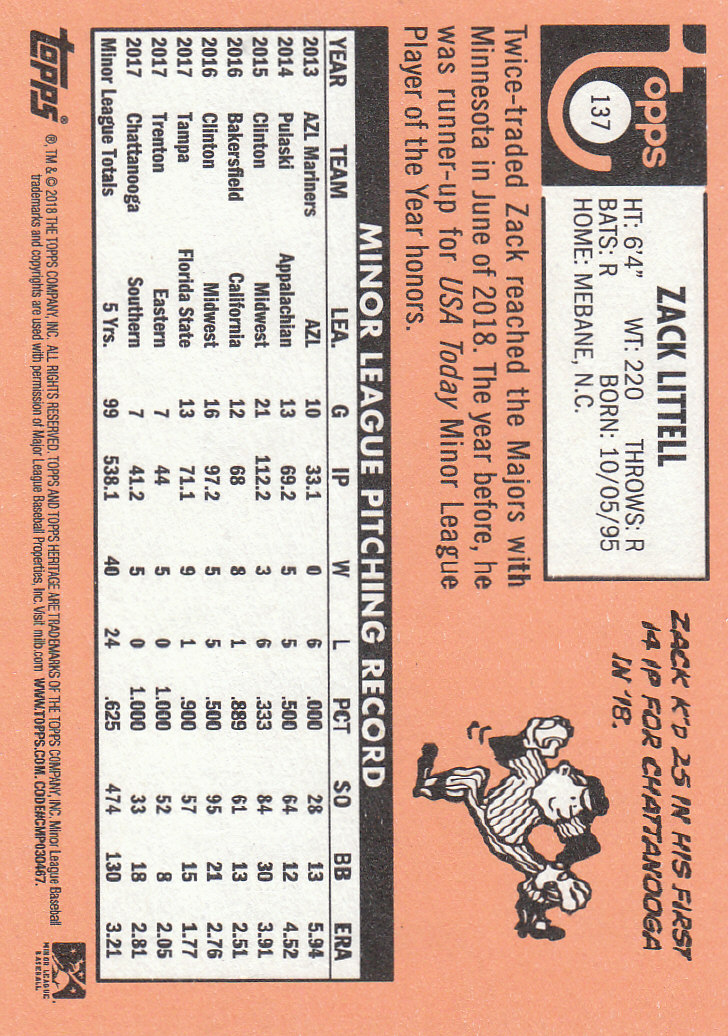 topps
137
ZACK LITTELL
HT: 6'4" WT: 220 THROWS: R
BATS: R BORN: 10/05/95
HOME: MEBANE, N.C.
ZACK K'D 25 IN HIS FIRST
14 IP FOR CHATTANOOGA
IN '18.
Twice-traded Zack reached the Majors with
Minnesota in June of 2018. The year before, he
was runner-up for USA Today Minor League
Player of the Year honors.
MINOR LEAGUE PITCHING RECORD
YEAR TEAM LEA. G IP W L PCT SO BB ERA
2013 AZL Mariners AZL 10 33.1 0 6 .000 28 13 5.94
2014 Pulaski Appalachian 13 69.2 5 5 .500 64 12 4.52
2015 Clinton Midwest 21 112.2 3 6 .333 84 30 3.91
2016 Bakersfield California 12 68 8 1 .889 61 13 2.51
2016 Clinton Midwest 16 97.2 5 5 .500 95 21 2.76
2017 Tampa Florida State 13 71.1 9 1 .900 57 15 1.77
2017 Trenton Eastern 7 44 5 0 1.000 52 8 2.05
2017 Chattanooga Southern 7 41.2 5 0 1.000 33 18 2.81
Minor League Totals 5 Yrs. 99 538.1 40 24 .625 474 130 3.21
topps®
®, TM & © 2018 THE TOPPS COMPANY, INC. ALL RIGHTS RESERVED. TOPPS AND TOPPS HERITAGE ARE TRADEMARKS OF THE TOPPS COMPANY, INC. Minor League Baseball
trademarks and copyrights are used with permission of Major League Baseball Properties, Inc. Visit milb.com WWW.TOPPS.COM. CODE#CMP030467.
MINOR LEAGUE
BASEBALL